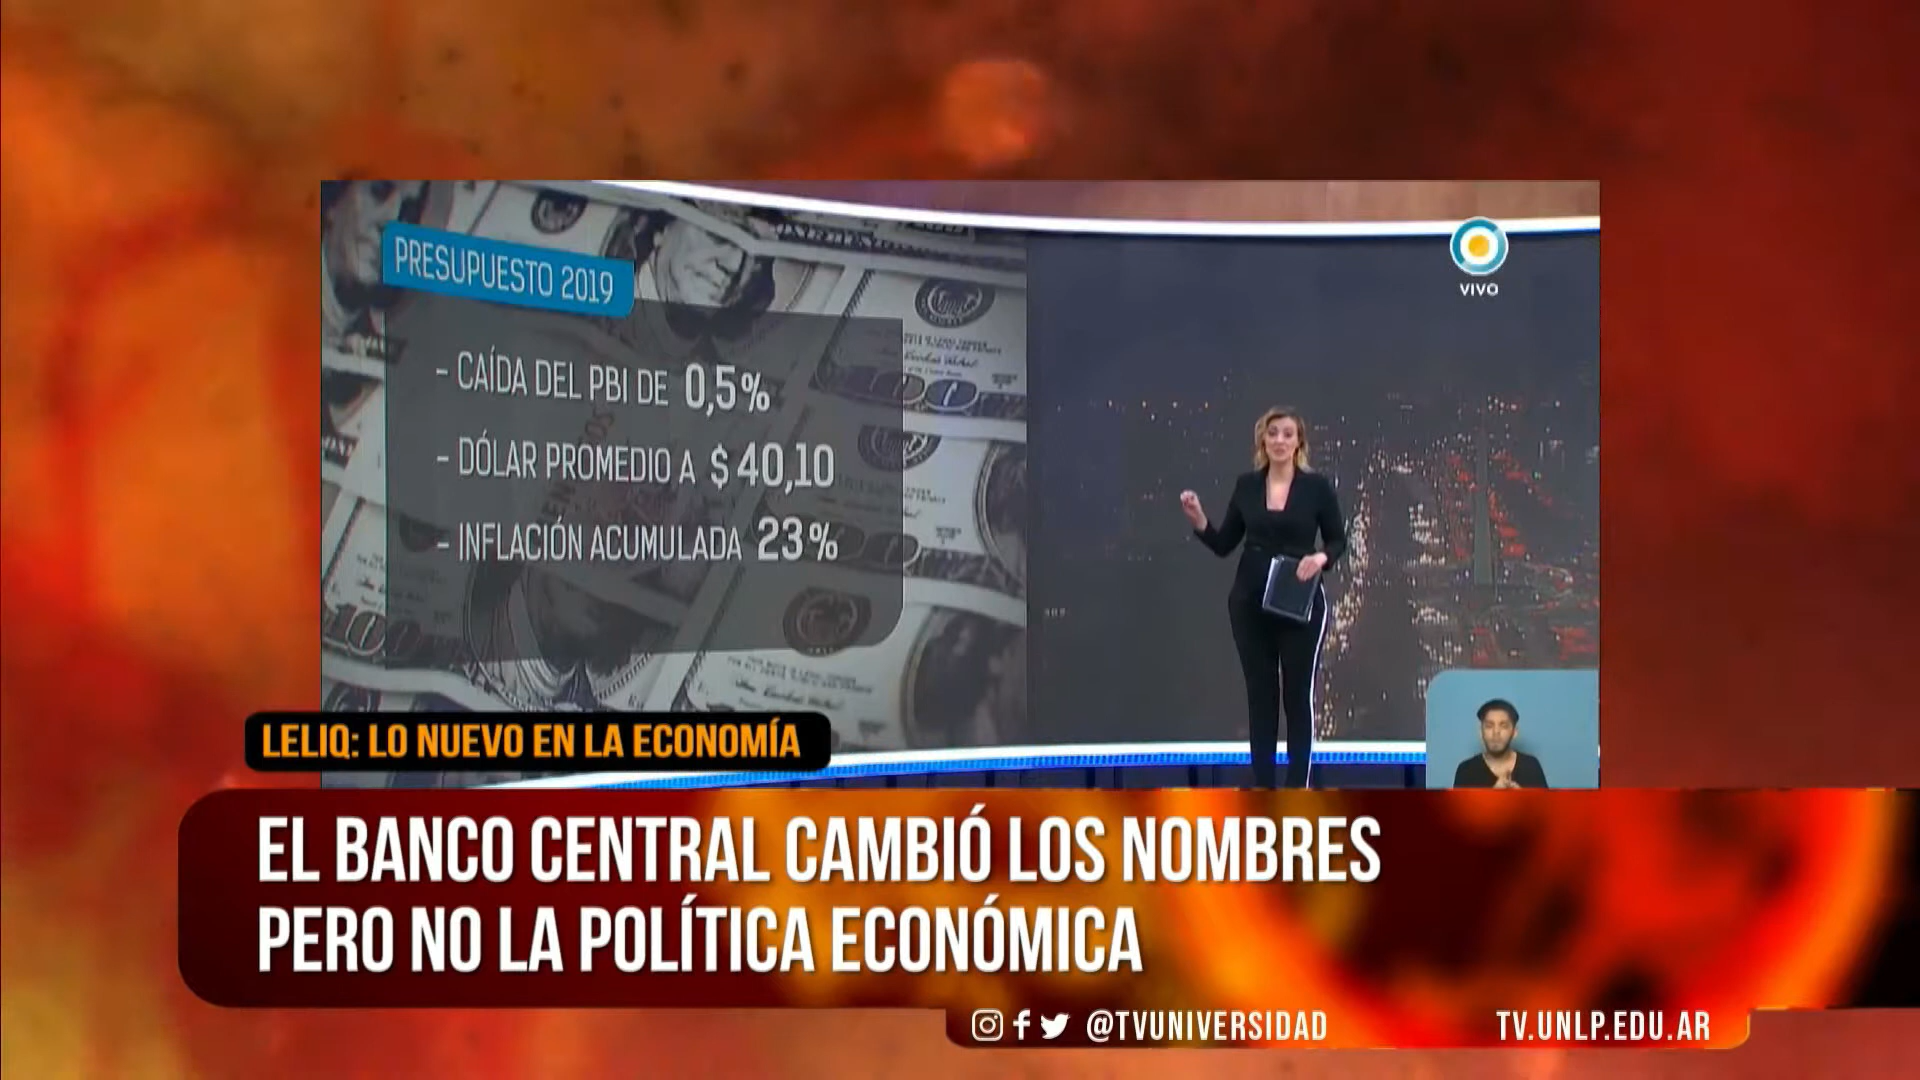 PRESUPUESTO 2019
VIVO
- CAÍDA DEL PBI DE 0,5%
- DÓLAR PROMEDIO A $ 40,10
- INFLACIÓN ACUMULADA 23%
LELIQ: LO NUEVO EN LA ECONOMÍA
EL BANCO CENTRAL CAMBIÓ LOS NOMBRES
PERO NO LA POLÍTICA ECONÓMICA
@TVUNIVERSIDAD
TV.UNLP.EDU.AR